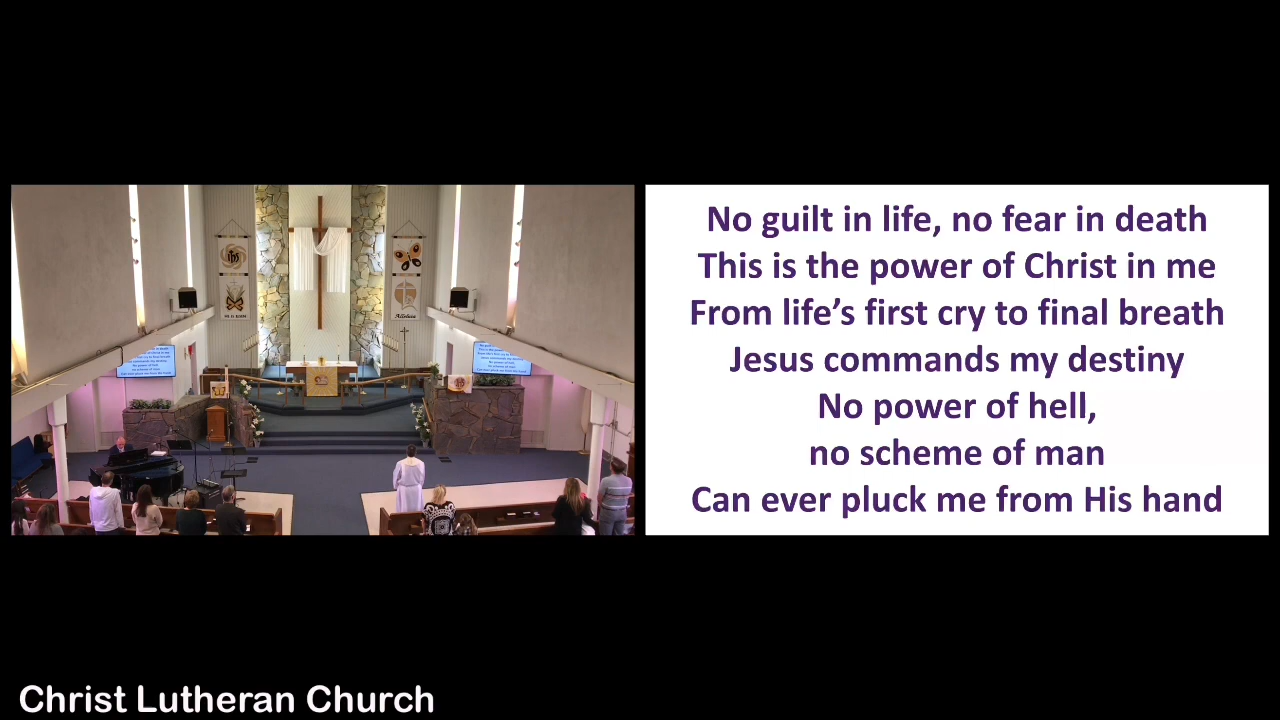 No guilt in life, no fear in death
This is the power of Christ in me
From life's first cry to final breath
Jesus commands my destiny
No power of hell,
no scheme of man
Can ever pluck me from His hand
Alleluia
Christ Lutheran Church